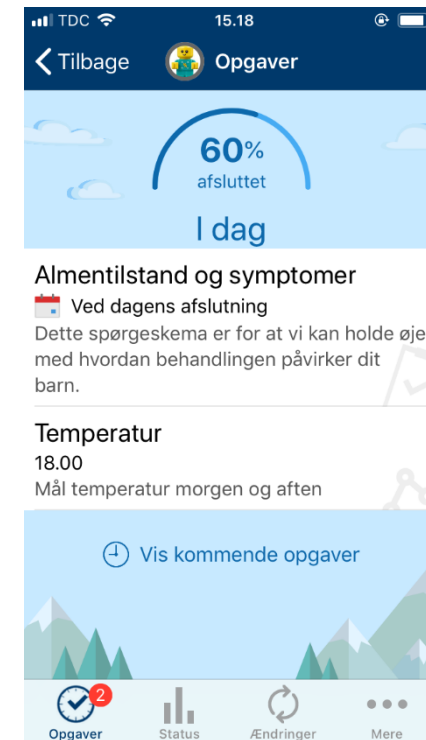 TDC 15.18
Tilbage Opgaver
60%
afsluttet
I dag
Almentilstand og symptomer
Ved dagens afslutning
Dette spørgeskema er for at vi kan holde øje
med hvordan behandlingen påvirker dit
barn.
Temperatur
18.00
Mål temperatur morgen og aften
Vis kommende opgaver
2
Opgaver Status Ændringer Mere